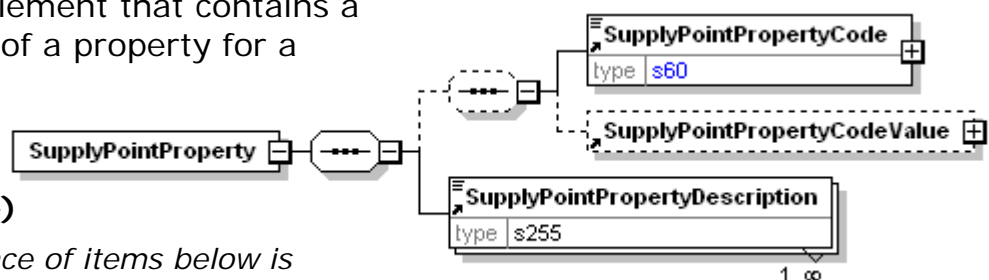 lement that contains a
of a property for a
)
ce of items below is
SupplyPointProperty
SupplyPointPropertyCode
type s60
SupplyPointPropertyCodeValue
SupplyPointPropertyDescription
type s255
1..∞